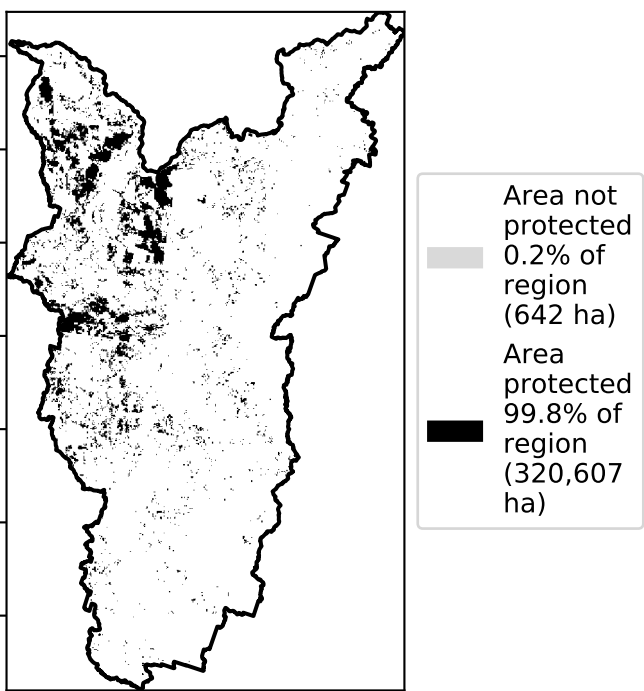 Area not
protected
0.2% of
region
(642 ha)
Area
protected
99.8% of
region
(320,607
ha)